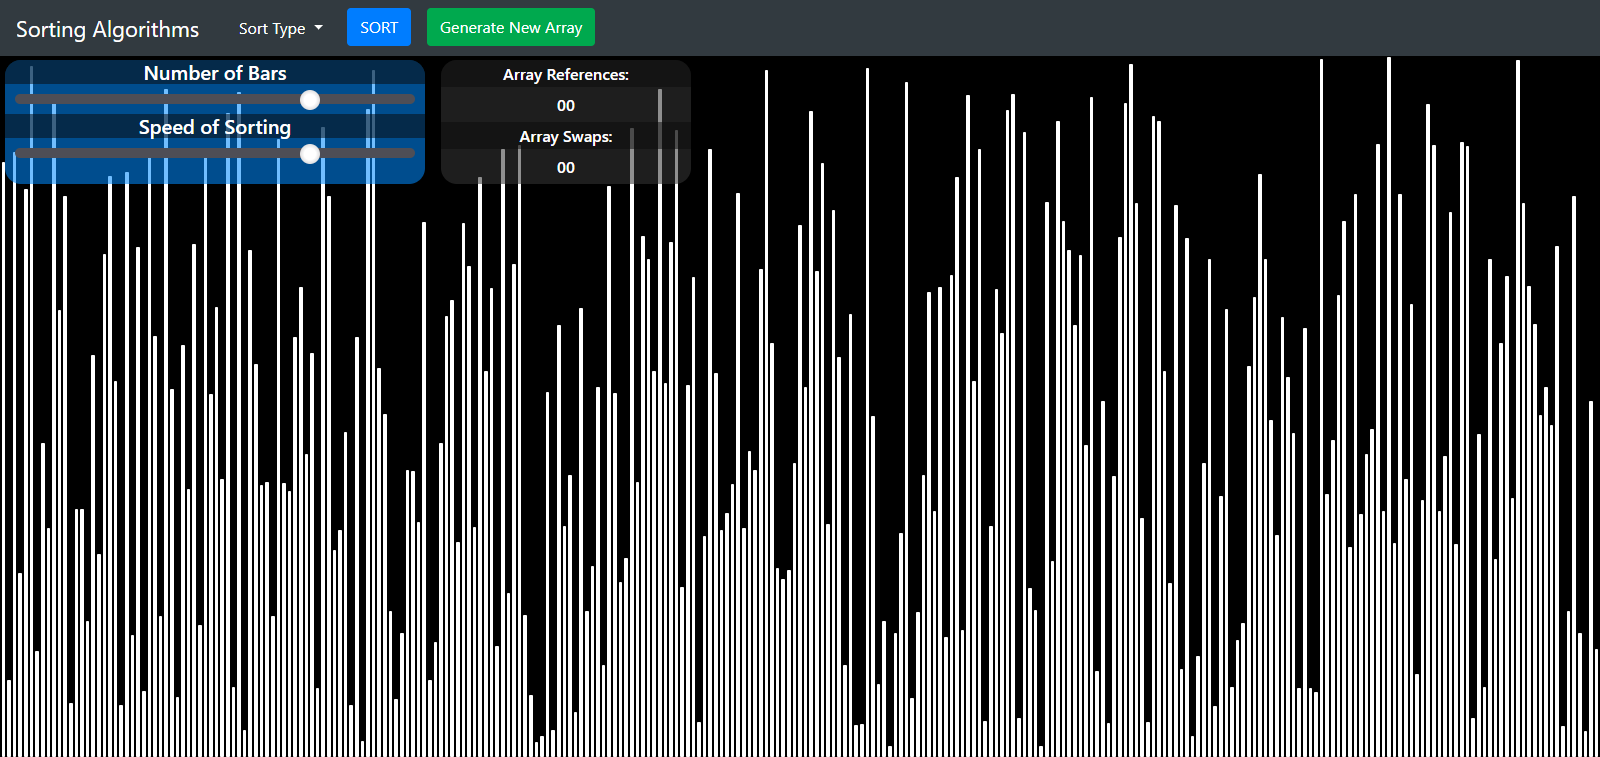 Sorting Algorithms
Sort Type
SORT
Generate New Array
Number of Bars
Speed of Sorting
Array References:
00
Array Swaps:
00